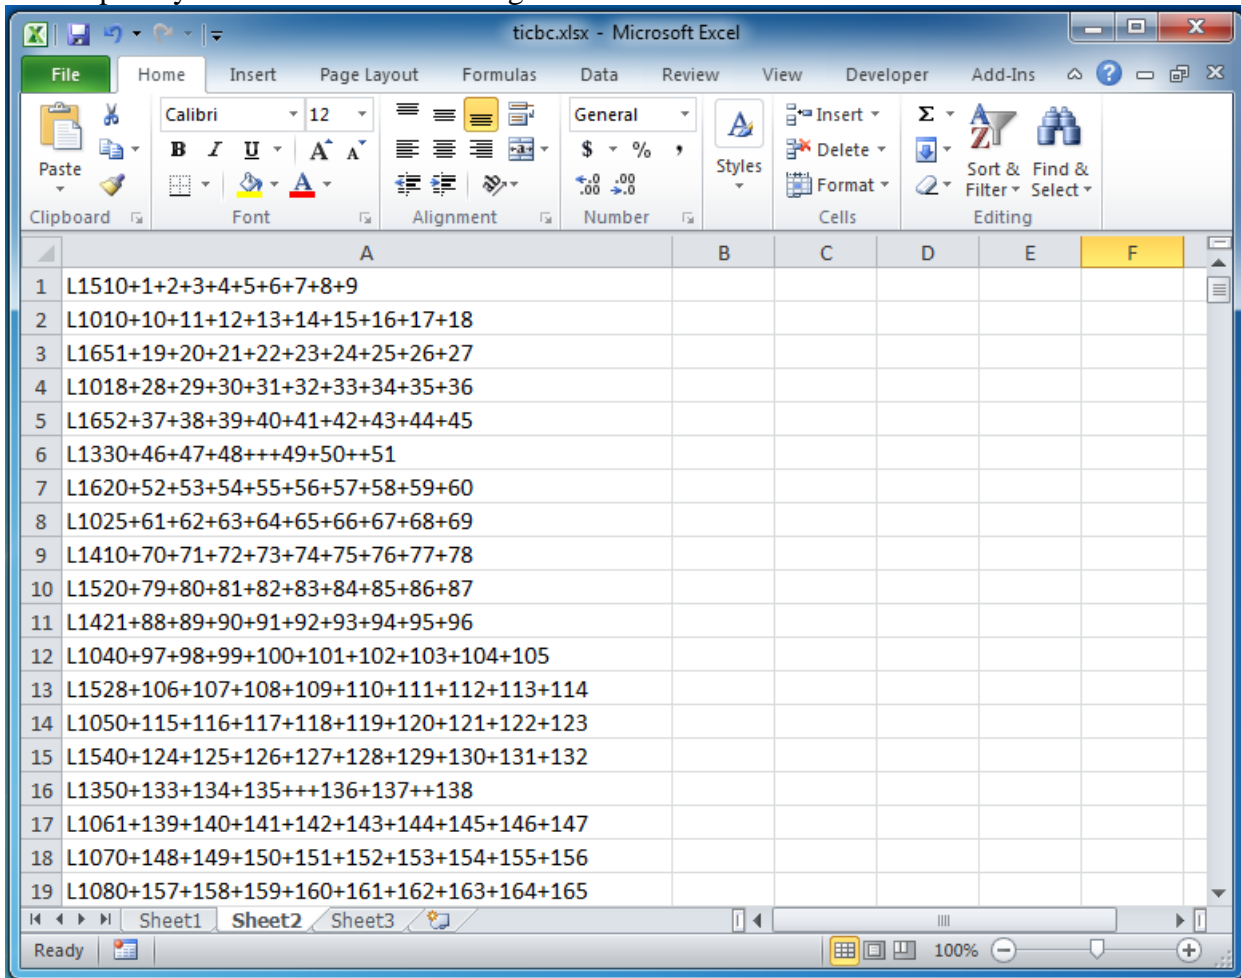 ticbc.xlsx - Microsoft Excel
File Home Insert Page Layout Formulas Data Review View Developer Add-Ins
Calibri 12 General Insert Σ
Paste B I U A A $ % , Styles Delete Sort & Filter Find & Select
A .0 .00 .00 .0 Format
Clipboard Font Alignment Number Cells Editing
A B C D E F
1 L1510+1+2+3+4+5+6+7+8+9
2 L1010+10+11+12+13+14+15+16+17+18
3 L1651+19+20+21+22+23+24+25+26+27
4 L1018+28+29+30+31+32+33+34+35+36
5 L1652+37+38+39+40+41+42+43+44+45
6 L1330+46+47+48+++49+50++51
7 L1620+52+53+54+55+56+57+58+59+60
8 L1025+61+62+63+64+65+66+67+68+69
9 L1410+70+71+72+73+74+75+76+77+78
10 L1520+79+80+81+82+83+84+85+86+87
11 L1421+88+89+90+91+92+93+94+95+96
12 L1040+97+98+99+100+101+102+103+104+105
13 L1528+106+107+108+109+110+111+112+113+114
14 L1050+115+116+117+118+119+120+121+122+123
15 L1540+124+125+126+127+128+129+130+131+132
16 L1350+133+134+135+++136+137++138
17 L1061+139+140+141+142+143+144+145+146+147
18 L1070+148+149+150+151+152+153+154+155+156
19 L1080+157+158+159+160+161+162+163+164+165
Sheet1 Sheet2 Sheet3
Ready 100%